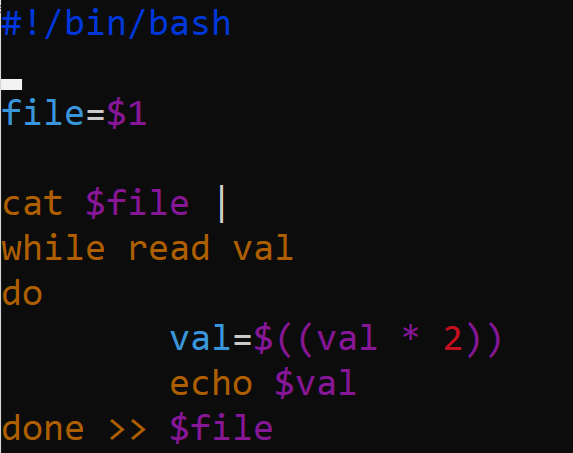 #!/bin/bash
file=$1
cat $file |
while read val
do
        val=$((val * 2))
        echo $val
done >> $file